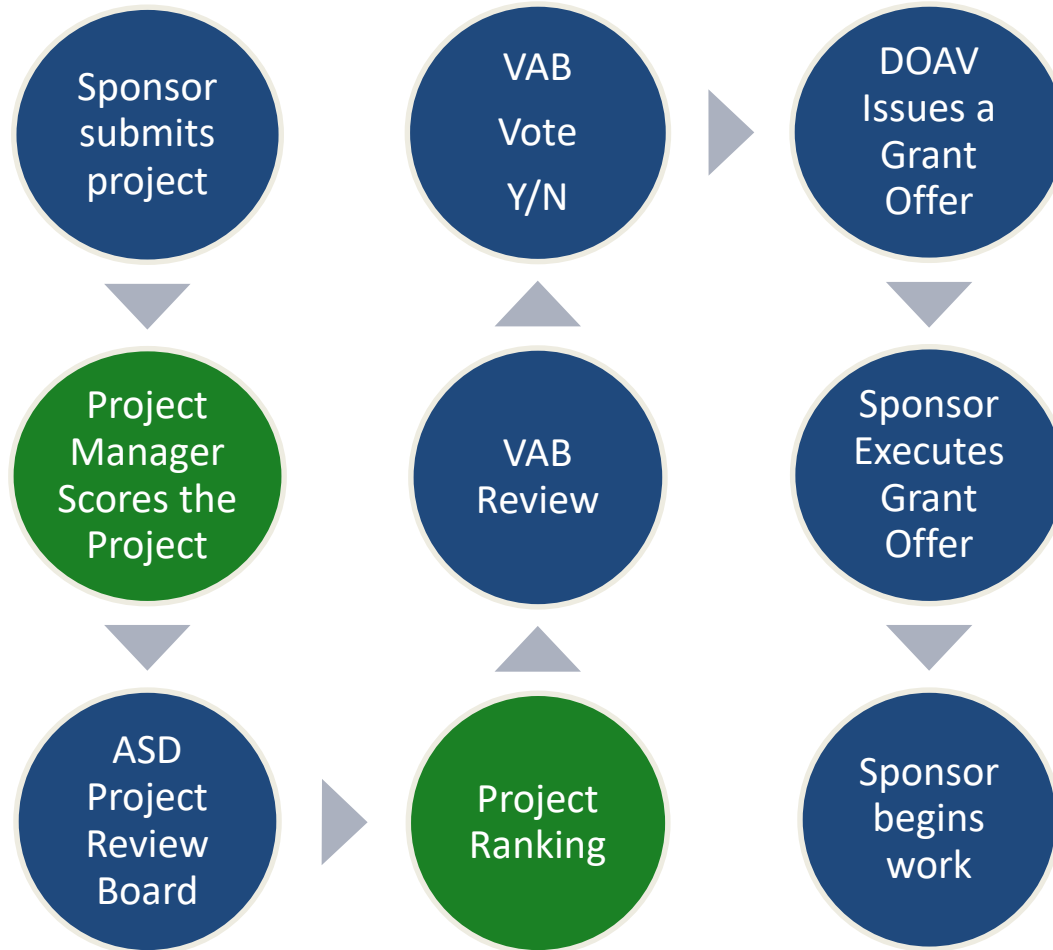 Sponsor
submits
project
Project
Manager
Scores the
Project
ASD
Project
Review
Board
Project
Ranking
VAB
Review
VAB
Vote
Y/N
DOAV
Issues a
Grant
Offer
Sponsor
Executes
Grant
Offer
Sponsor
begins
work